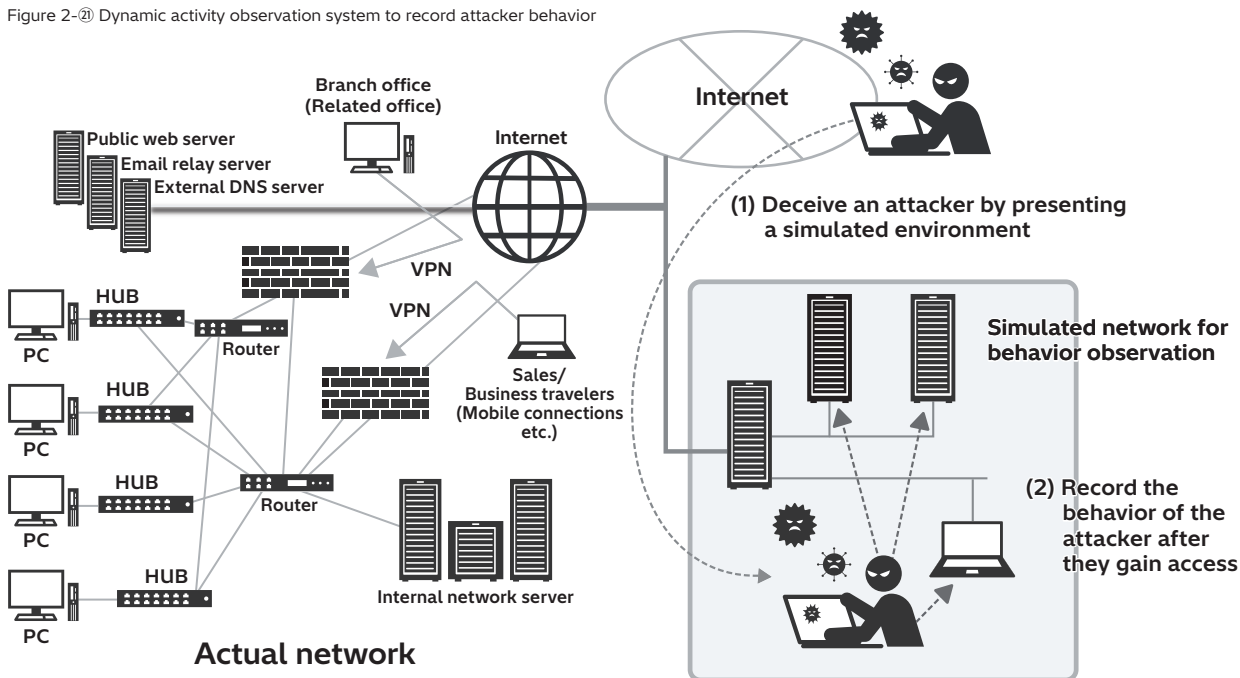 Figure 2-㉑ Dynamic activity observation system to record attacker behavior
Branch office
(Related office)
Public web server
Email relay server
External DNS server
Internet
Internet
(1) Deceive an attacker by presenting
a simulated environment
VPN
VPN
HUB
PC
Router
HUB
PC
Sales/
Business travelers
(Mobile connections
etc.)
HUB
PC
Router
HUB
PC
Internal network server
Actual network
Simulated network for
behavior observation
(2) Record the
behavior of the
attacker after
they gain access